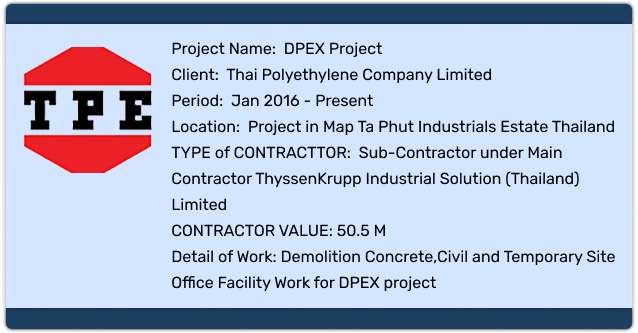 TPE
Project Name: DPEX Project
Client: Thai Polyethylene Company Limited
Period: Jan 2016 - Present
Location: Project in Map Ta Phut Industrials Estate Thailand
TYPE of CONTRACTTOR: Sub-Contractor under Main
Contractor ThyssenKrupp Industrial Solution (Thailand)
Limited
CONTRACTOR VALUE: 50.5 M
Detail of Work: Demolition Concrete,Civil and Temporary Site
Office Facility Work for DPEX project